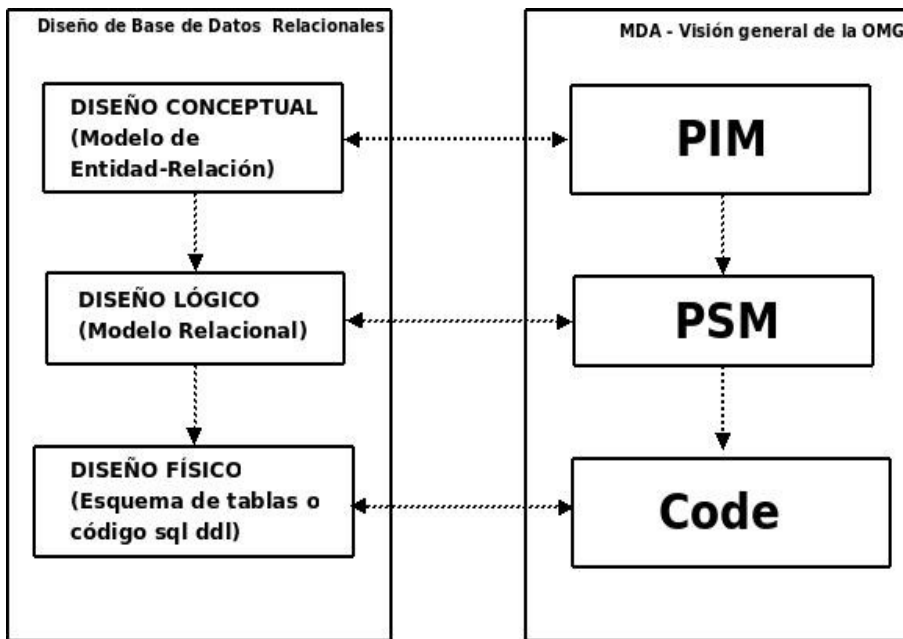 Diseño de Base de Datos Relacionales
DISEÑO CONCEPTUAL
(Modelo de
Entidad-Relación)
DISEÑO LÓGICO
(Modelo Relacional)
DISEÑO FÍSICO
(Esquema de tablas o
código sql ddl)
MDA - Visión general de la OMG
PIM
PSM
Code